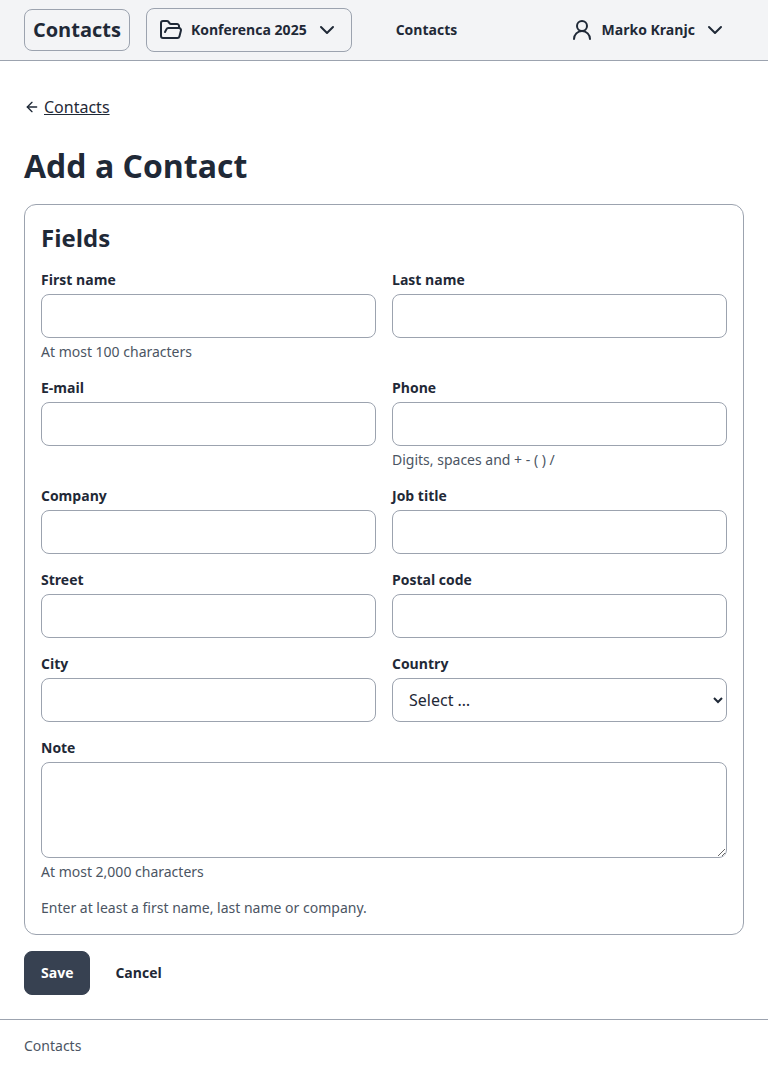 Contacts Konferenca 2025 Contacts Marko Kranjc
Contacts
Add a Contact
Fields
First name Last name
At most 100 characters
E-mail Phone
Digits, spaces and + - ( ) /
Company Job title
Street Postal code
City Country
Select ...
Note
At most 2,000 characters
Enter at least a first name, last name or company.
Save Cancel
Contacts